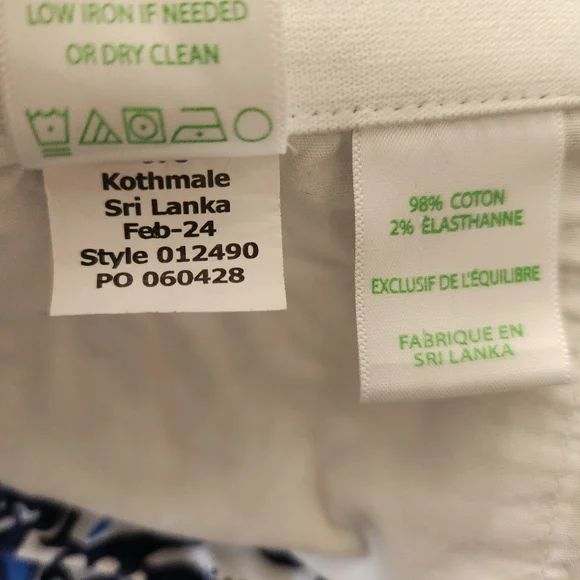 LOW IRON IF NEEDED
OR DRY CLEAN
Kothmale
Sri Lanka
Feb-24
Style 012490
PO 060428
98% COTON
2% ÉLASTHANNE
EXCLUSIF DE L'ÉQUILIBRE
FABRIQUE EN
SRI LANKA